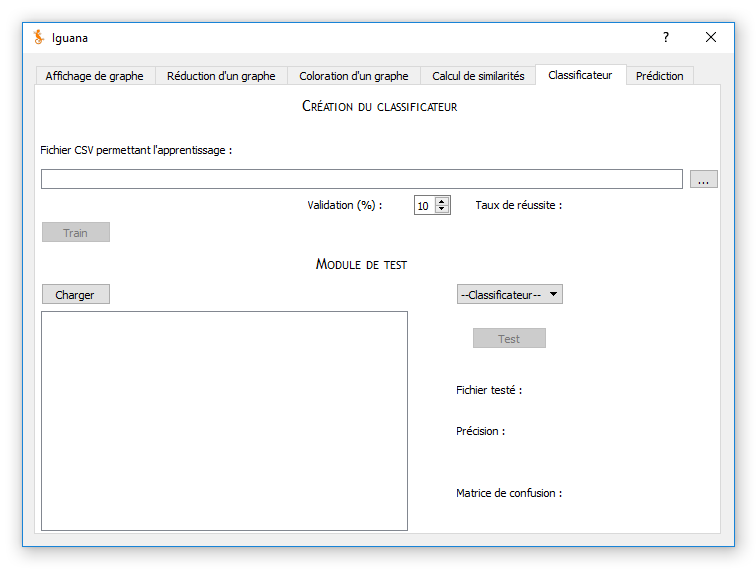 Iguana
?
Affichage de graphe Réduction d'un graphe Coloration d'un graphe Calcul de similarités Classificateur Prédiction
Création du classificateur
Fichier CSV permettant l'apprentissage :
...
Validation (%) : 10 Taux de réussite :
Train
Module de test
Charger --Classificateur--
Test
Fichier testé :
Précision :
Matrice de confusion :